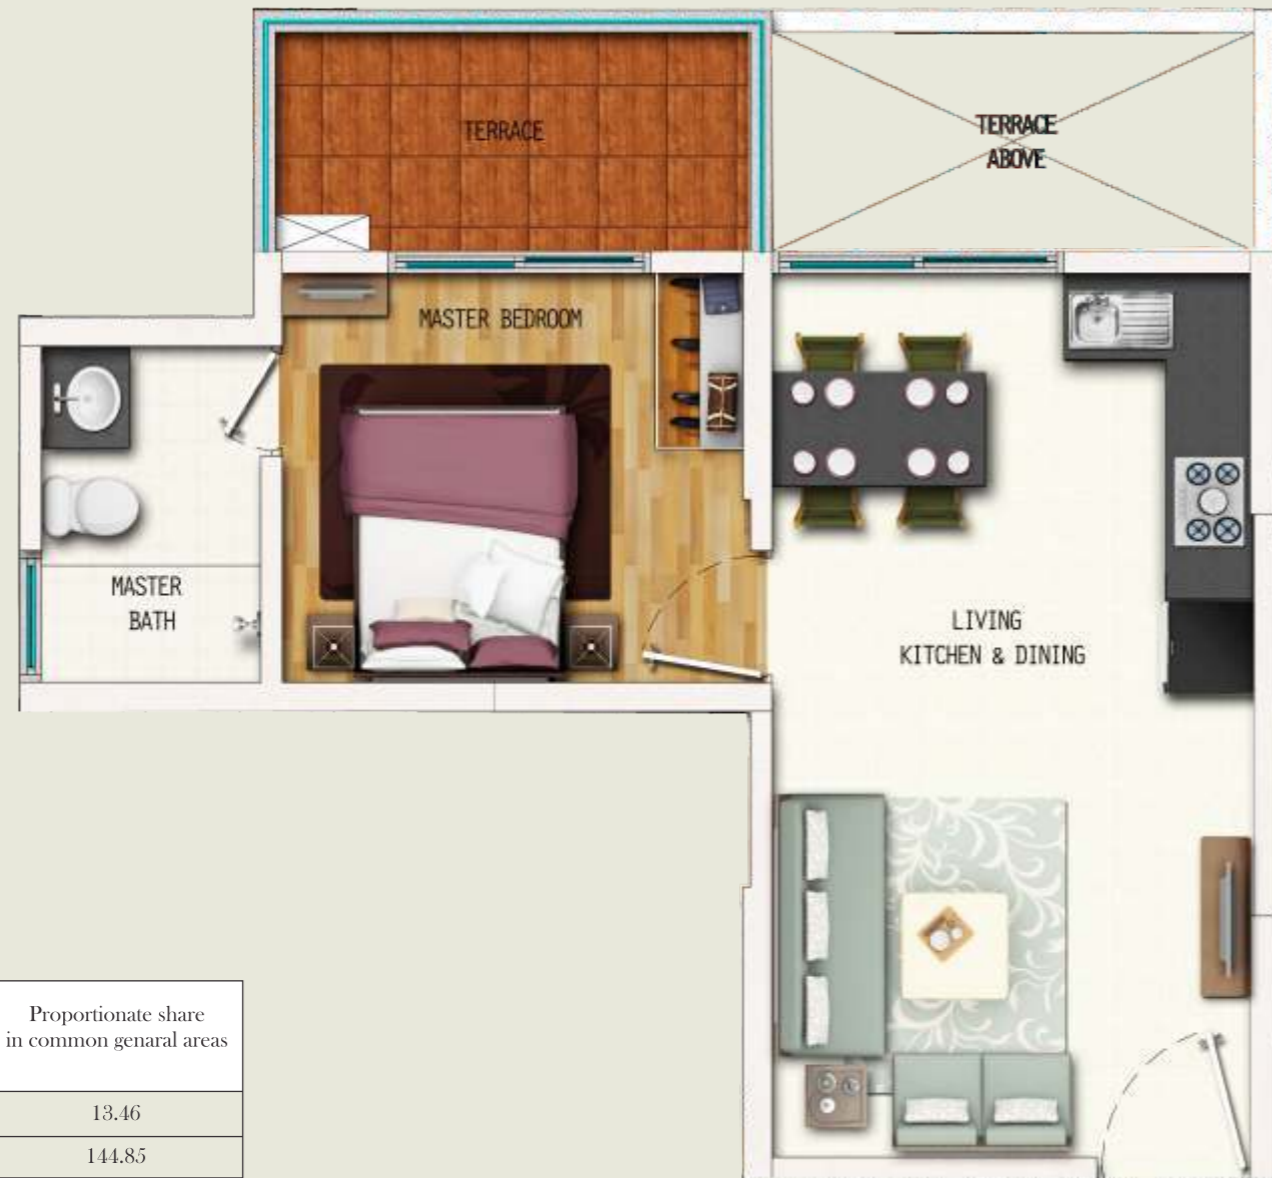 TERRACE
TERRACE
ABOVE
MASTER BEDROOM
MASTER
BATH
LIVING
KITCHEN & DINING
Proportionate share
in common genaral areas
13.46
144.85